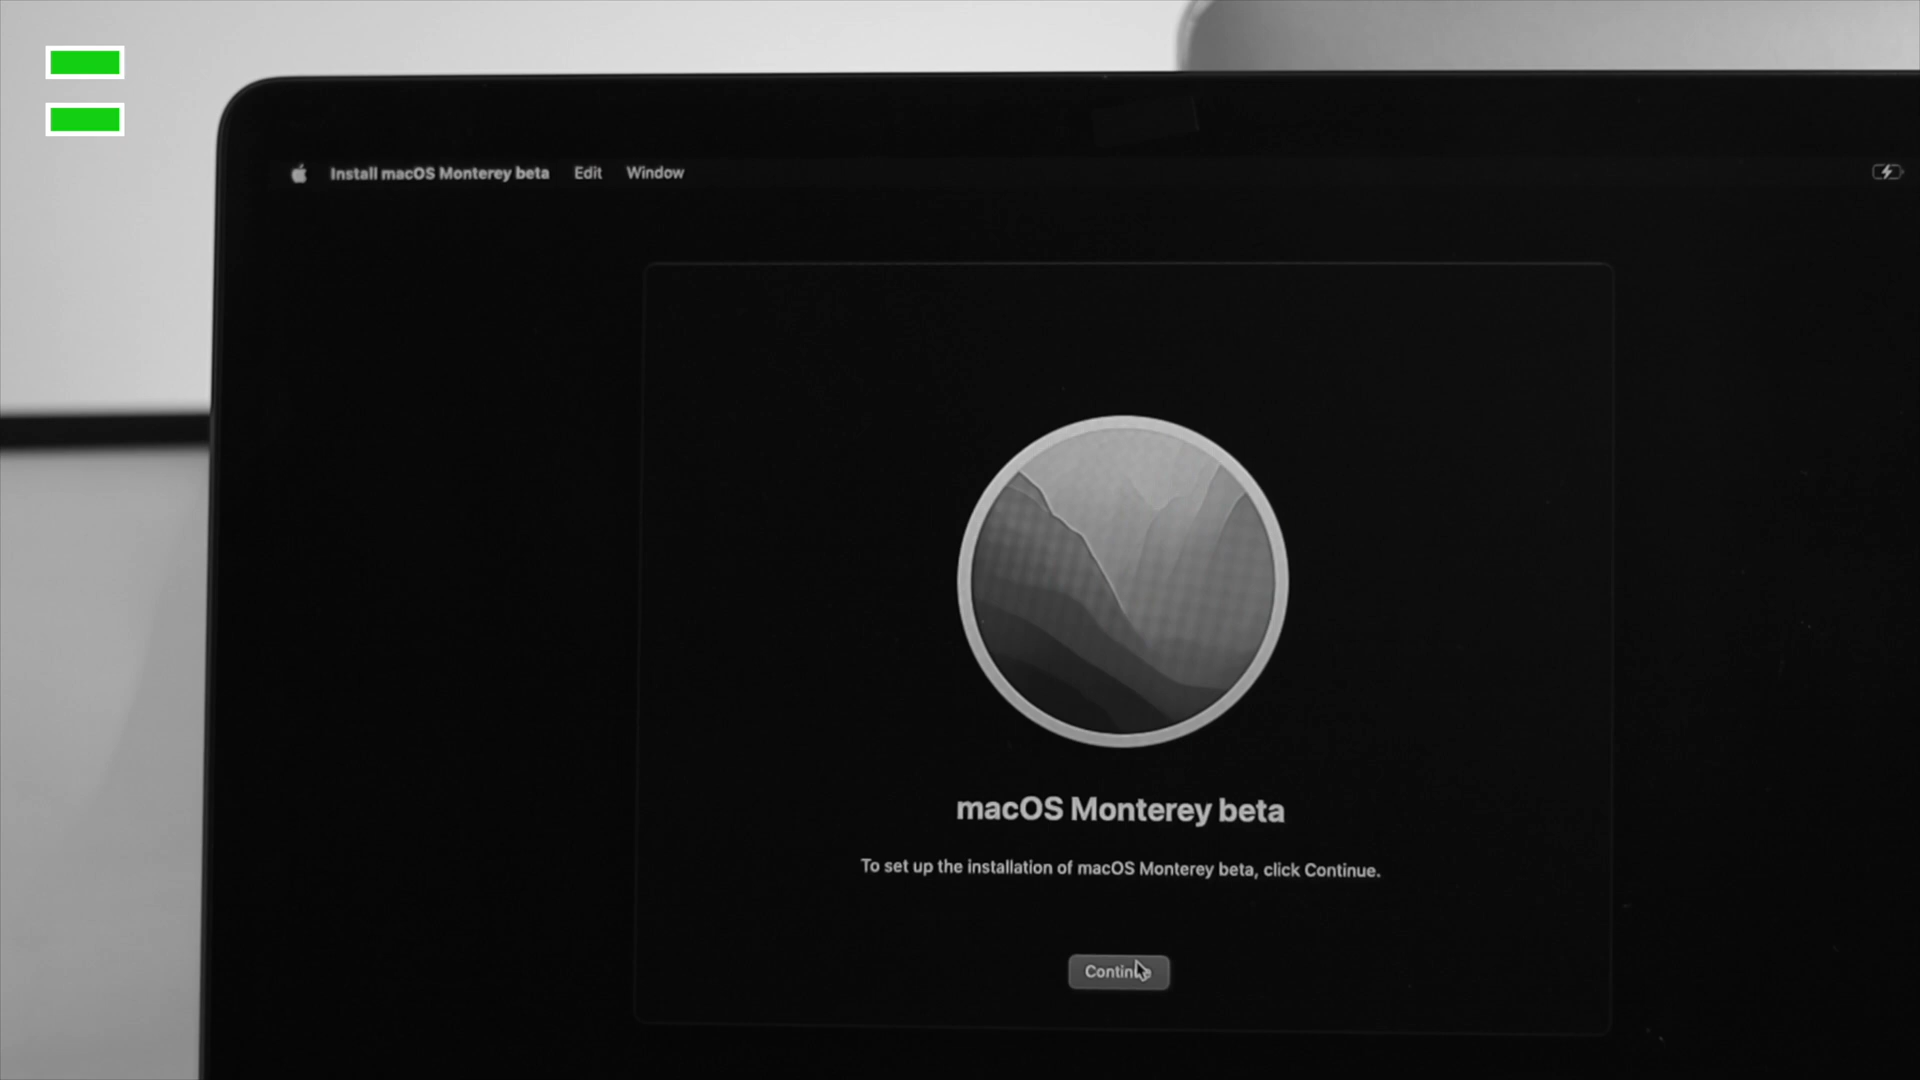 Install macOS Monterey beta Edit Window
macOS Monterey beta
To set up the installation of macOS Monterey beta, click Continue.
Continue